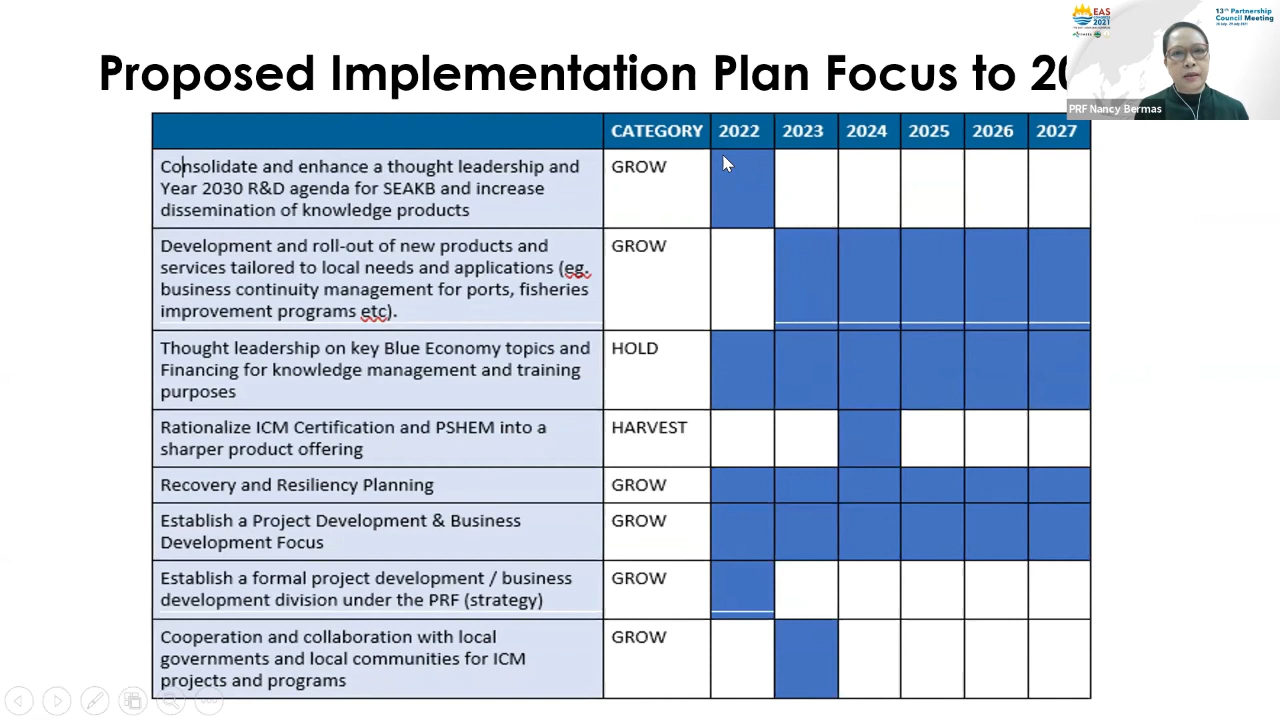 EAS
CONGRESS
2021
13th Partnership
Council Meeting
Proposed Implementation Plan Focus to 20
PRF Nancy Bermas
CATEGORY 2022 2023 2024 2025 2026 2027
Consolidate and enhance a thought leadership and GROW
Year 2030 R&D agenda for SEAKB and increase
dissemination of knowledge products
Development and roll-out of new products and GROW
services tailored to local needs and applications (eg.
business continuity management for ports, fisheries
improvement programs etc).
Thought leadership on key Blue Economy topics and HOLD
Financing for knowledge management and training
purposes
Rationalize ICM Certification and PSHEM into a HARVEST
sharper product offering
Recovery and Resiliency Planning GROW
Establish a Project Development & Business GROW
Development Focus
Establish a formal project development / business GROW
development division under the PRF (strategy)
Cooperation and collaboration with local GROW
governments and local communities for ICM
projects and programs